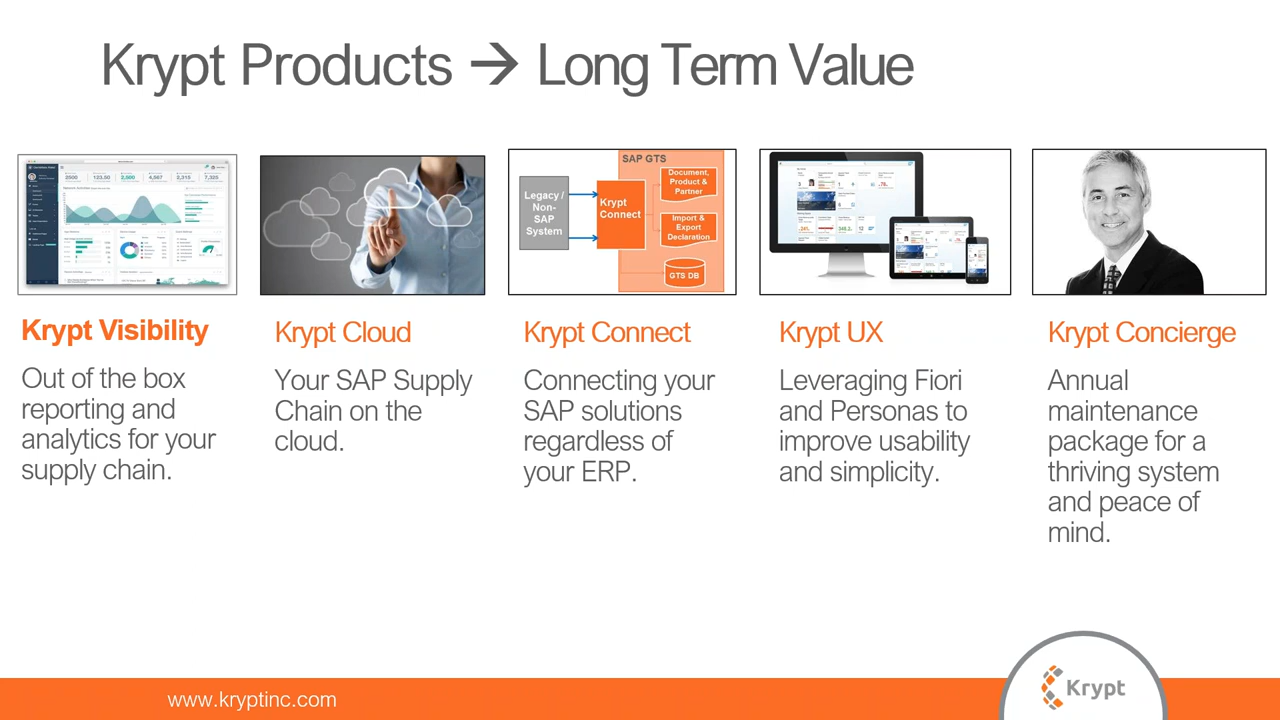 Krypt Products → Long Term Value
SAP GTS
Legacy /
Non-
SAP
System
Krypt
Connect
Document,
Product &
Partner
Import &
Export
Declaration
GTS DB
Krypt Visibility
Out of the box
reporting and
analytics for your
supply chain.
Krypt Cloud
Your SAP Supply
Chain on the
cloud.
Krypt Connect
Connecting your
SAP solutions
regardless of
your ERP.
Krypt UX
Leveraging Fiori
and Personas to
improve usability
and simplicity.
Krypt Concierge
Annual
maintenance
package for a
thriving system
and peace of
mind.
www.kryptinc.com
Krypt